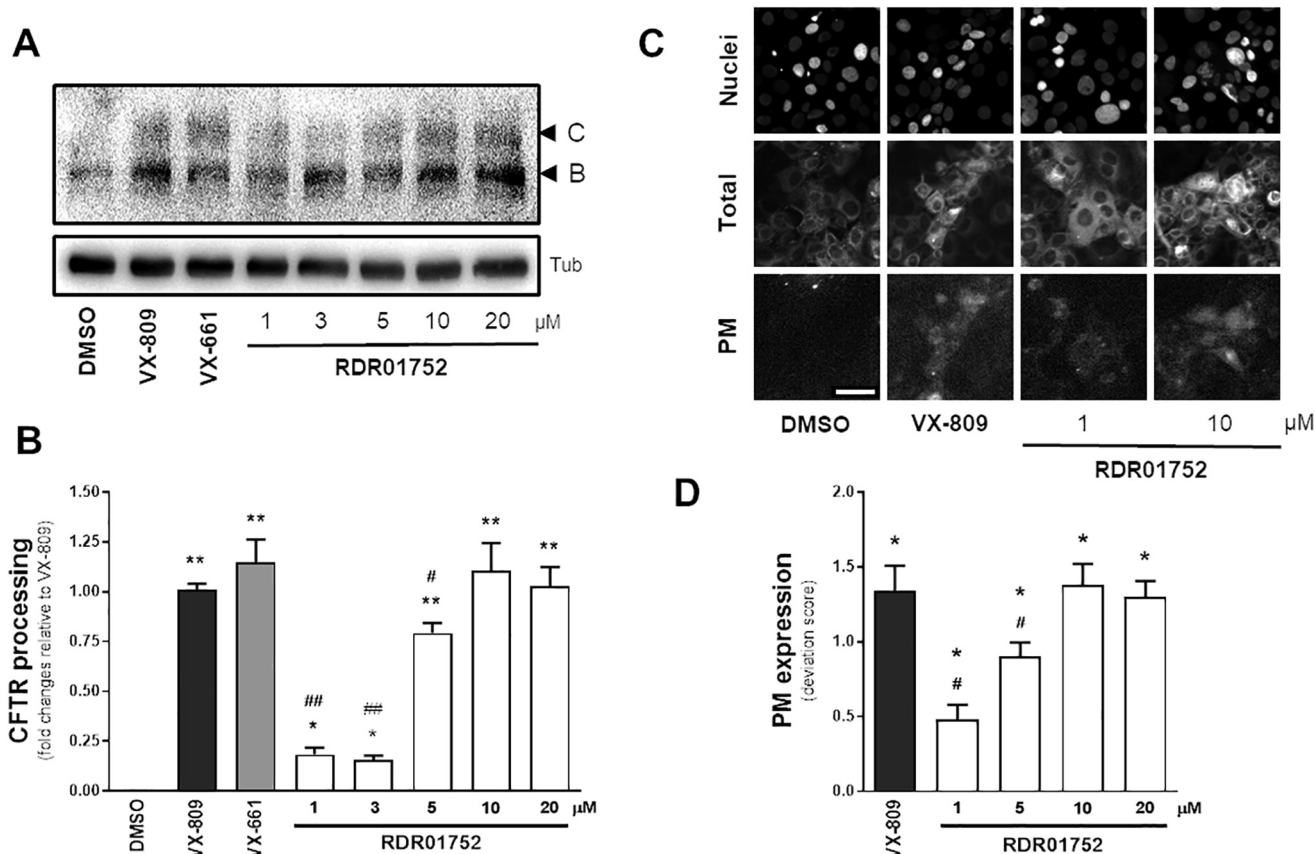 A
C
B
Tub
DMSO
VX-809
VX-661
1 3 5 10 20 µM
RDR01752
C
Nuclei
Total
PM
DMSO VX-809 1 10 µM
RDR01752
B
CFTR processing
(fold changes relative to VX-809)
1.50
1.25
1.00
0.75
0.50
0.25
0.00
**
**
##
*
##
*
#
**
**
**
DMSO
VX-809
VX-661
1 3 5 10 20 µM
RDR01752
D
PM expression
(deviation score)
2.0
1.5
1.0
0.5
0.0
*
*
#
*
#
*
*
VX-809
1 5 10 20 µM
RDR01752